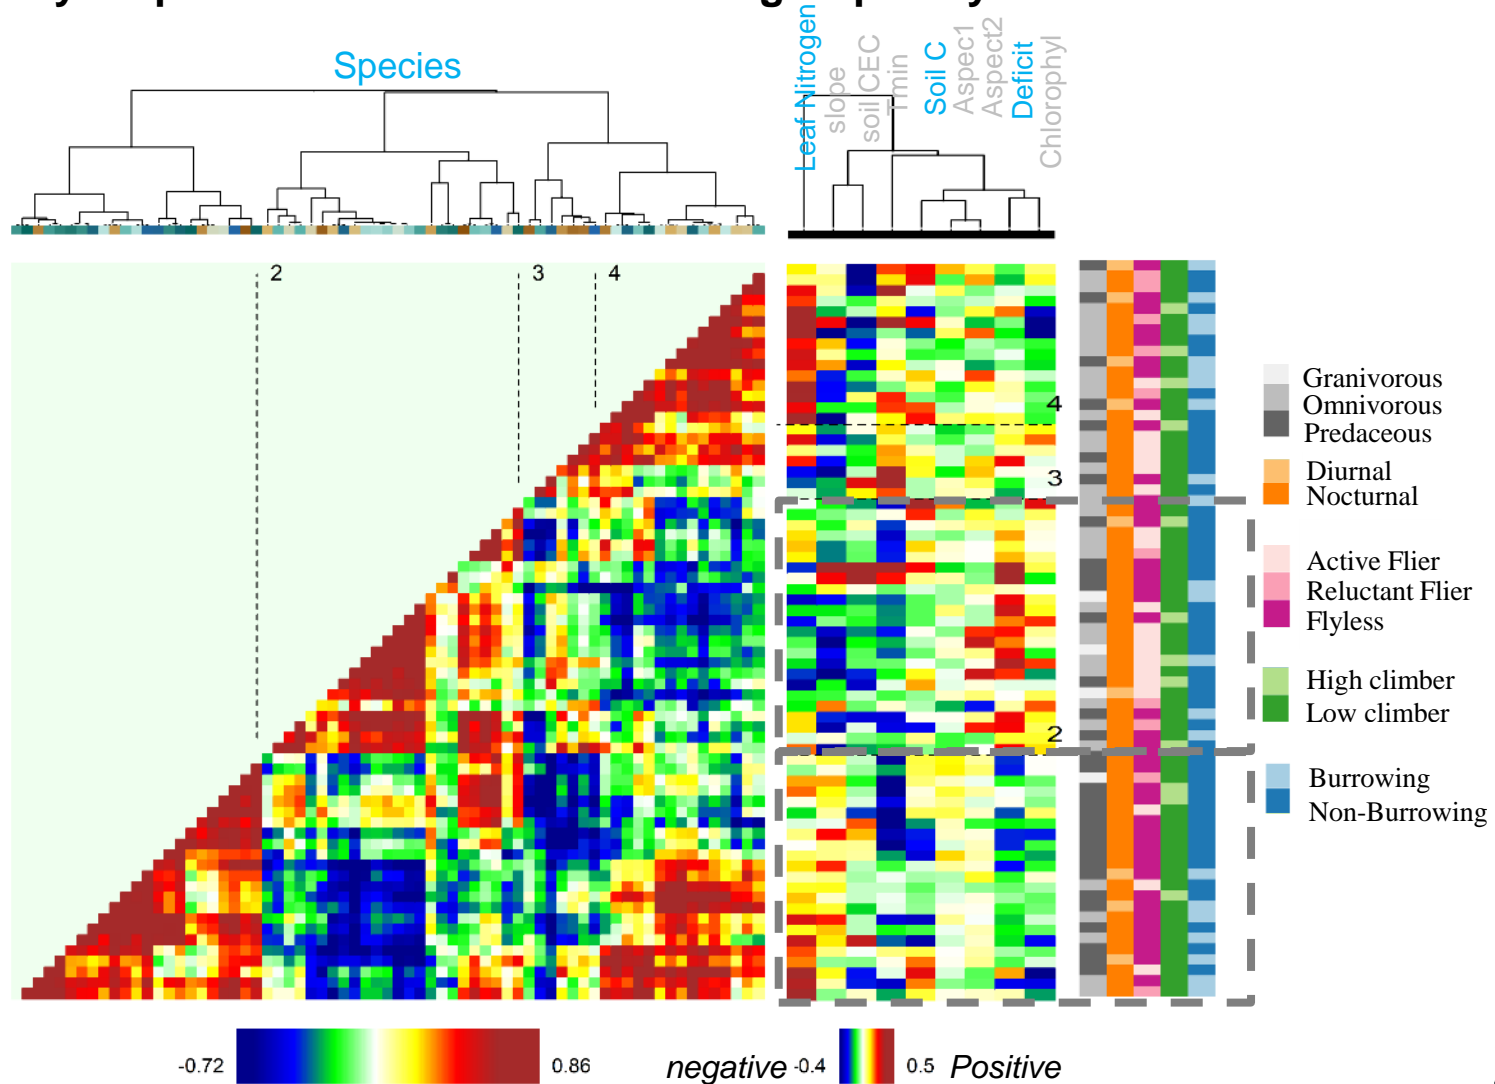 Species
Leaf Nitrogen
slope
soil CEC
Tmin
Soil C
Aspec1
Aspect2
Deficit
Chlorophyl
2
3
4
4
3
2
Granivorous
Omnivorous
Predaceous
Diurnal
Nocturnal
Active Flier
Reluctant Flier
Flyless
High climber
Low climber
Burrowing
Non-Burrowing
-0.72
0.86
negative -0.4
0.5 Positive